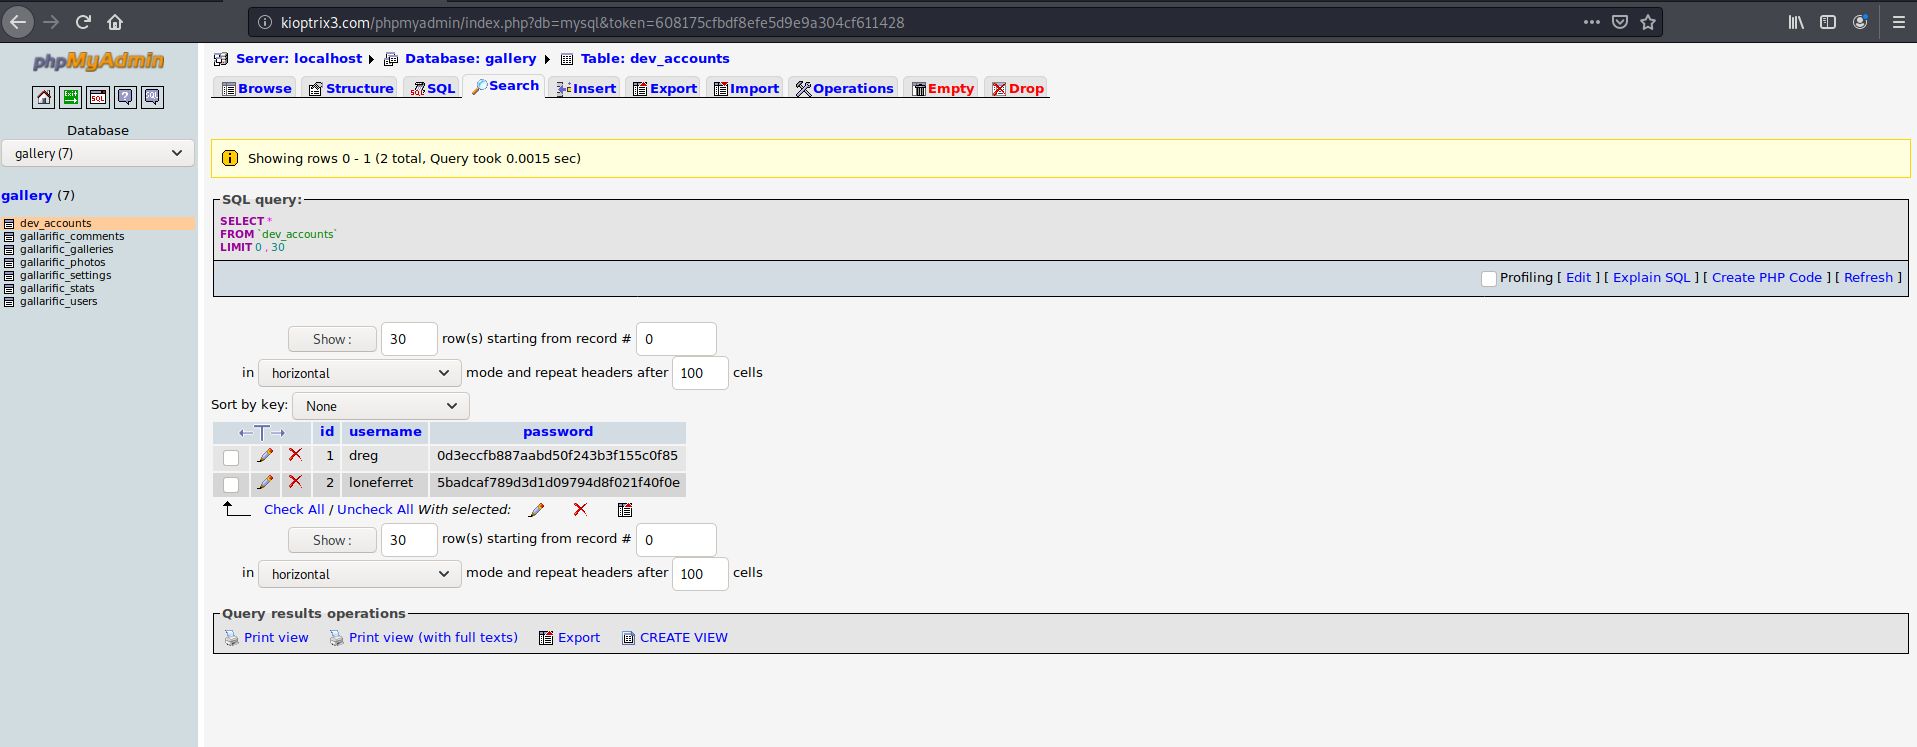 kioptrix3.com/phpmyadmin/index.php?db=mysql&token=608175cfbdf8efe5d9e9a304cf611428
phpMyAdmin
Database
gallery (7)
gallery (7)
dev_accounts
gallarific_comments
gallarific_galleries
gallarific_photos
gallarific_settings
gallarific_stats
gallarific_users
Server: localhost Database: gallery Table: dev_accounts
Browse Structure SQL Search Insert Export Import Operations Empty Drop
Showing rows 0 - 1 (2 total, Query took 0.0015 sec)
SQL query:
SELECT *
FROM `dev_accounts`
LIMIT 0 , 30
Profiling [ Edit ] [ Explain SQL ] [ Create PHP Code ] [ Refresh ]
Show : 30 row(s) starting from record # 0
in horizontal mode and repeat headers after 100 cells
Sort by key: None
←T→ id username password
1 dreg 0d3eccfb887aabd50f243b3f155c0f85
2 loneferret 5badcaf789d3d1d09794d8f021f40f0e
Check All / Uncheck All With selected:
Show : 30 row(s) starting from record # 0
in horizontal mode and repeat headers after 100 cells
Query results operations
Print view Print view (with full texts) Export CREATE VIEW